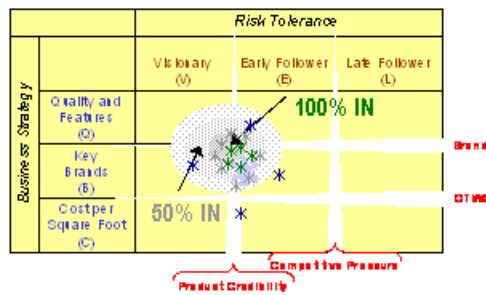 Risk Tolerance
Visionary
(V)
Early Follower
(E)
Late Follower
(L)
Business Strategy
Quality and
Features
(Q)
Key
Brands
(B)
Cost per
Square Foot
(C)
100% IN
50% IN
Brand
Competitive Pressure
Product Credibility